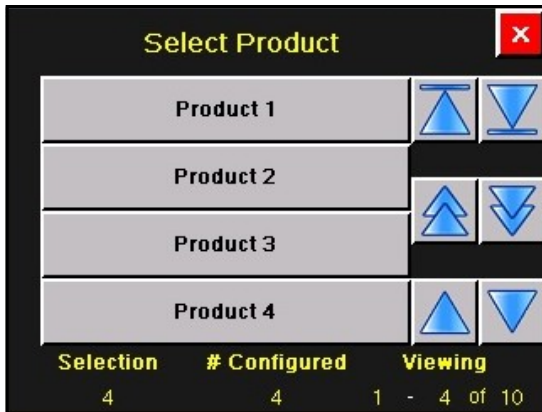 Select Product
X
Product 1
Product 2
Product 3
Product 4
Selection # Configured Viewing
4 4 1 - 4 of 10